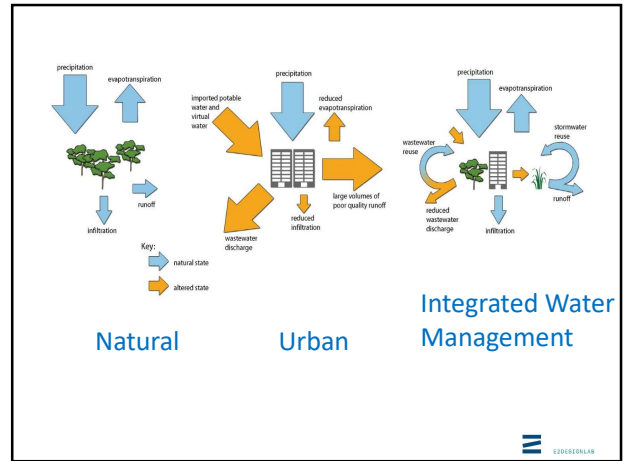 precipitation
evapotranspiration
runoff
infiltration
Key:
natural state
altered state
Natural
imported potable
water and
virtual
water
precipitation
reduced
evapotranspiration
large volumes of
poor quality runoff
reduced
infiltration
wastewater
discharge
Urban
precipitation
evapotranspiration
wastewater
reuse
stormwater
reuse
runoff
reduced
wastewater
discharge
infiltration
Integrated Water
Management
E2DESIGNLAB